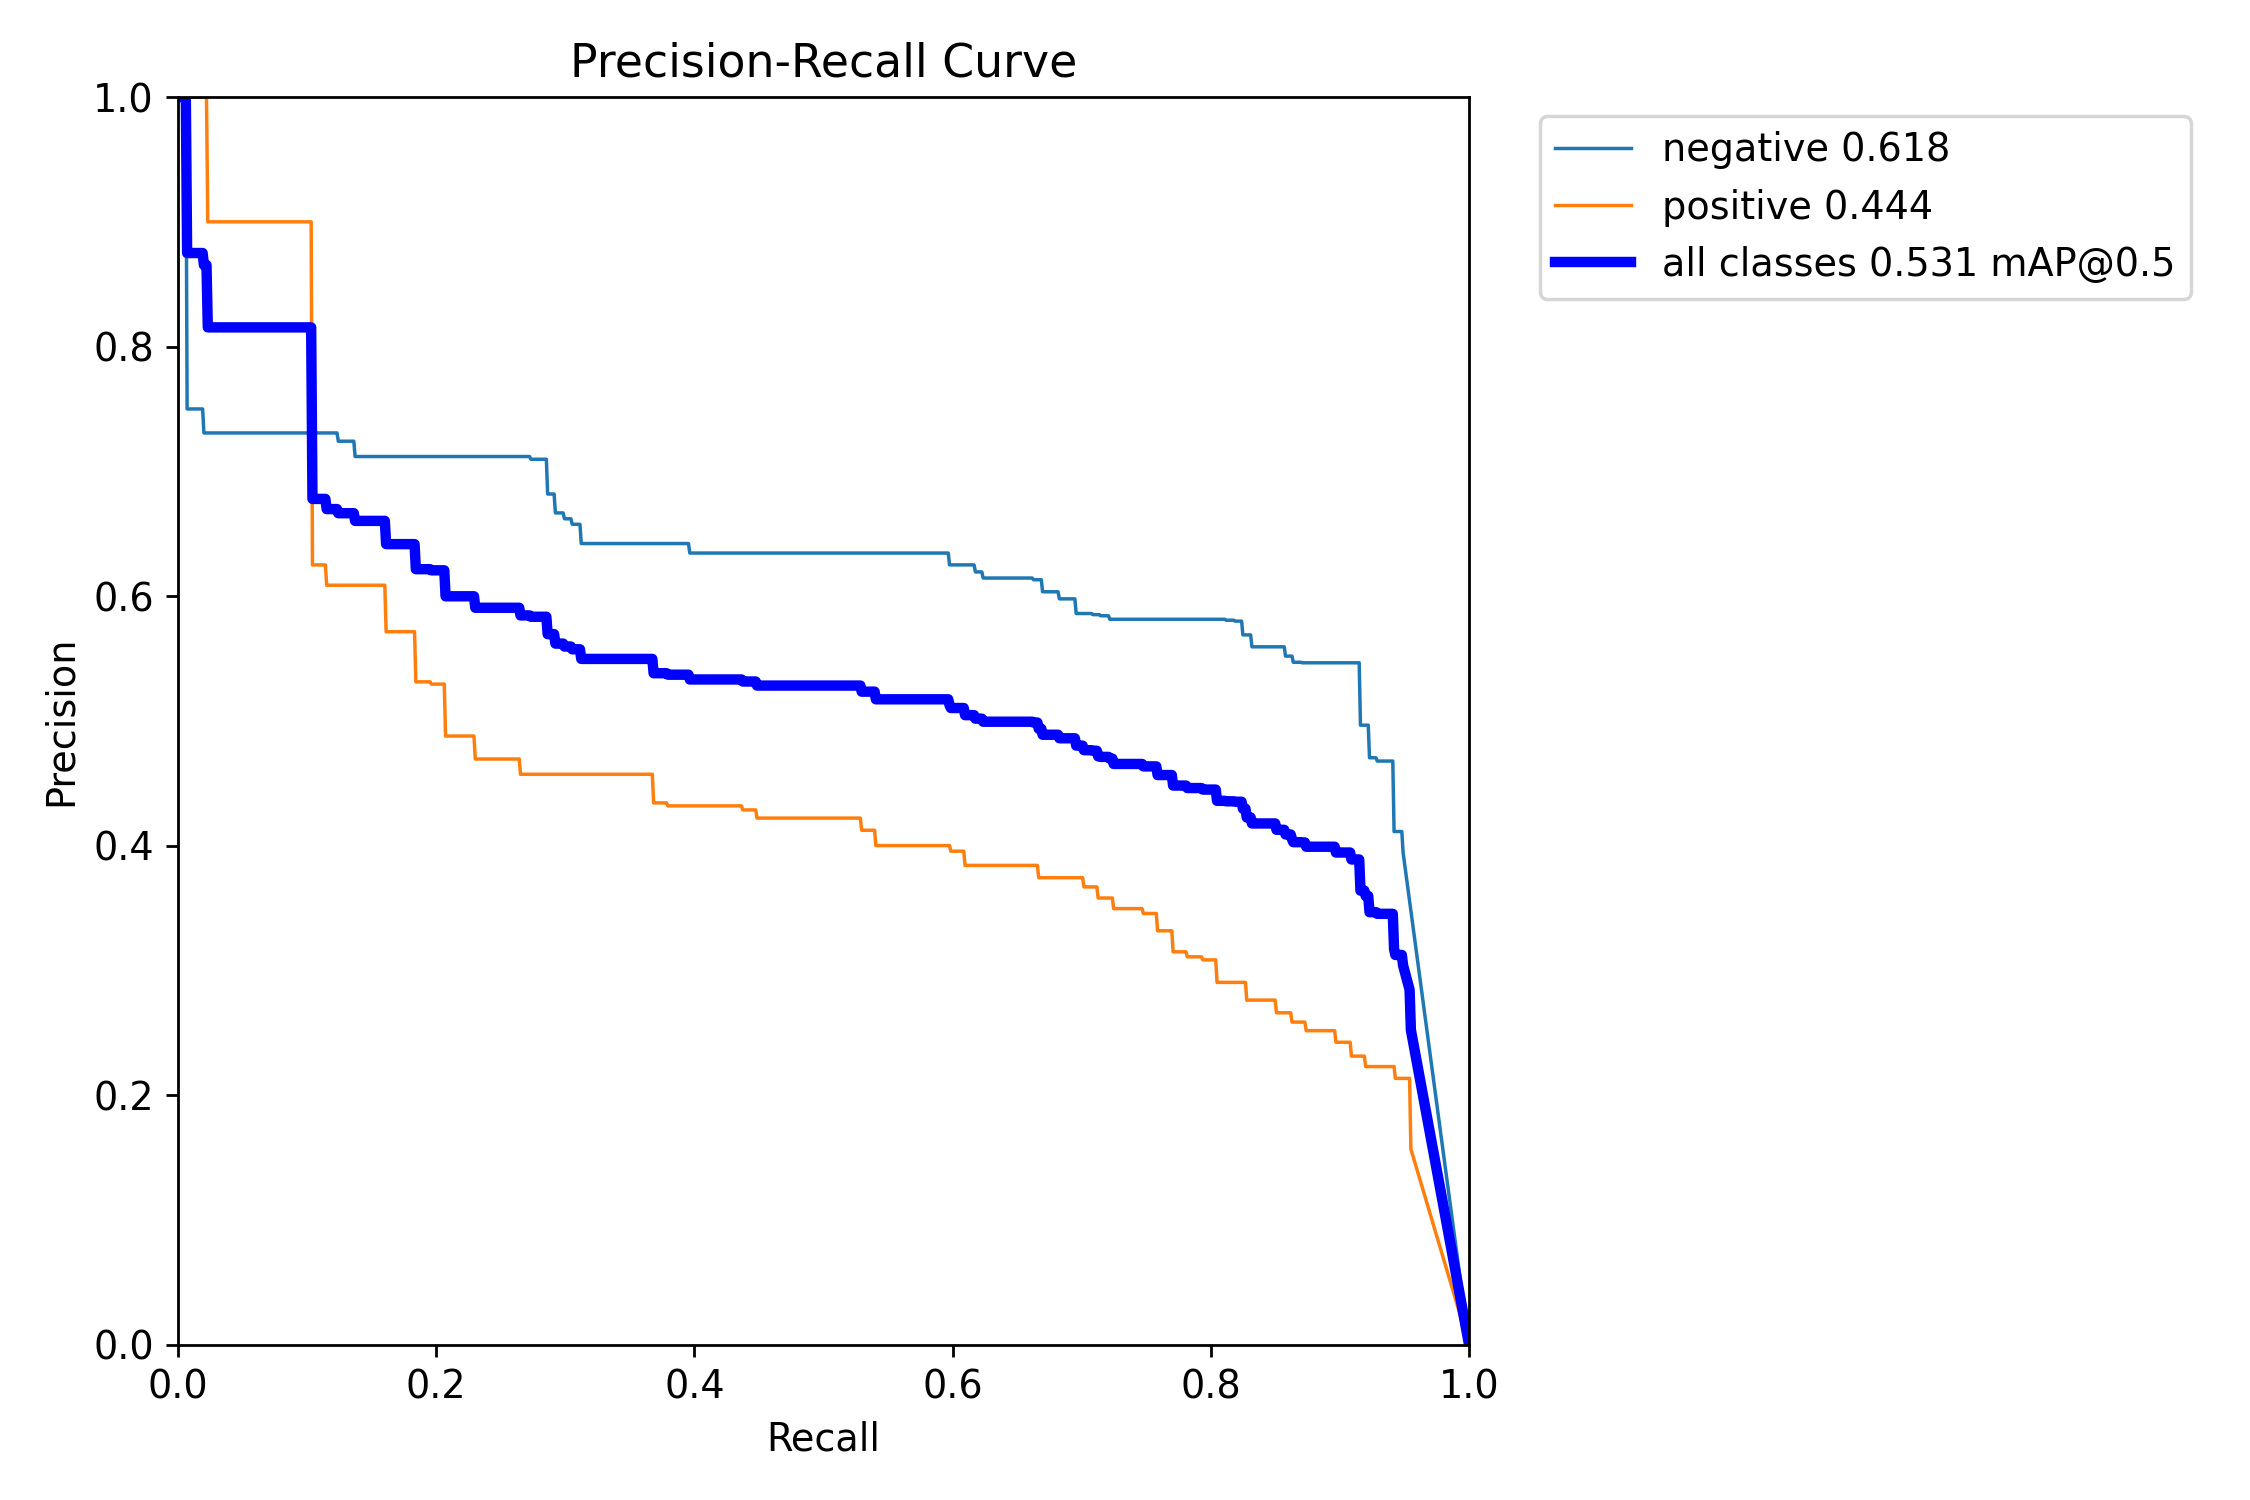 Precision-Recall Curve
1.0
0.8
0.6
0.4
0.2
0.0
Precision
0.0 0.2 0.4 0.6 0.8 1.0
Recall
negative 0.618
positive 0.444
all classes 0.531 mAP@0.5